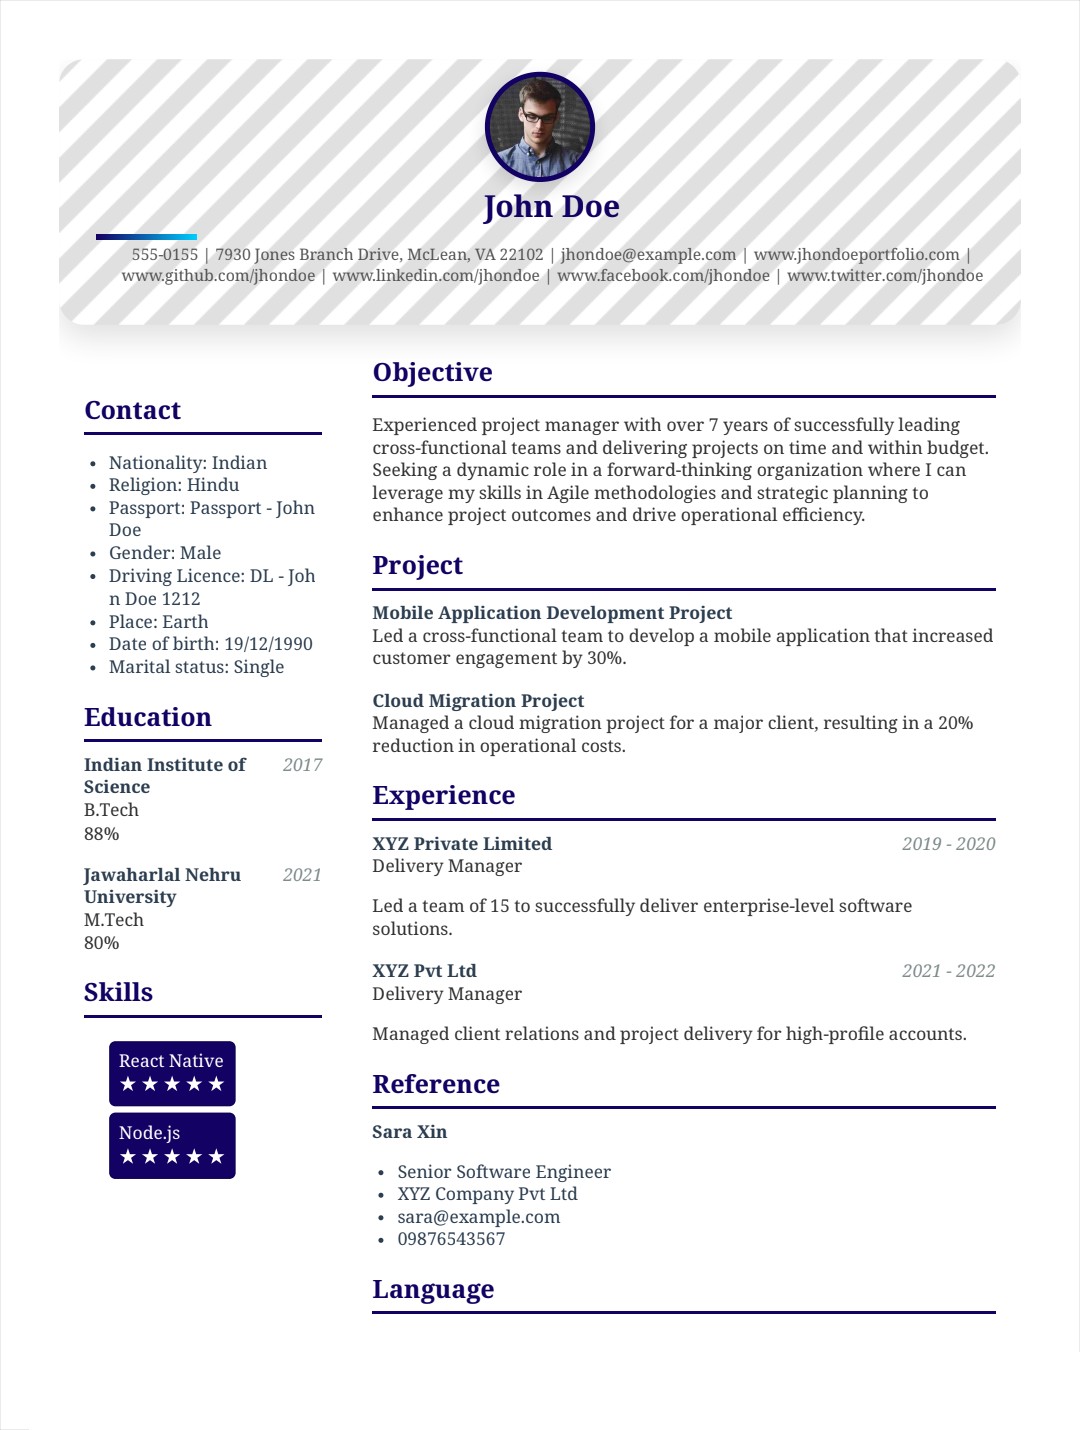 John Doe
555-0155 | 7930 Jones Branch Drive, McLean, VA 22102 | jhondoe@example.com | www.jhondoeportfolio.com |
www.github.com/jhondoe | www.linkedin.com/jhondoe | www.facebook.com/jhondoe | www.twitter.com/jhondoe
Contact
• Nationality: Indian
• Religion: Hindu
• Passport: Passport - John
Doe
• Gender: Male
• Driving Licence: DL - Joh
n Doe 1212
• Place: Earth
• Date of birth: 19/12/1990
• Marital status: Single
Education
Indian Institute of 2017
Science
B.Tech
88%
Jawaharlal Nehru 2021
University
M.Tech
80%
Skills
React Native
★★★★★
Node.js
★★★★★
Objective
Experienced project manager with over 7 years of successfully leading
cross-functional teams and delivering projects on time and within budget.
Seeking a dynamic role in a forward-thinking organization where I can
leverage my skills in Agile methodologies and strategic planning to
enhance project outcomes and drive operational efficiency.
Project
Mobile Application Development Project
Led a cross-functional team to develop a mobile application that increased
customer engagement by 30%.
Cloud Migration Project
Managed a cloud migration project for a major client, resulting in a 20%
reduction in operational costs.
Experience
XYZ Private Limited 2019 - 2020
Delivery Manager
Led a team of 15 to successfully deliver enterprise-level software
solutions.
XYZ Pvt Ltd 2021 - 2022
Delivery Manager
Managed client relations and project delivery for high-profile accounts.
Reference
Sara Xin
• Senior Software Engineer
• XYZ Company Pvt Ltd
• sara@example.com
• 09876543567
Language